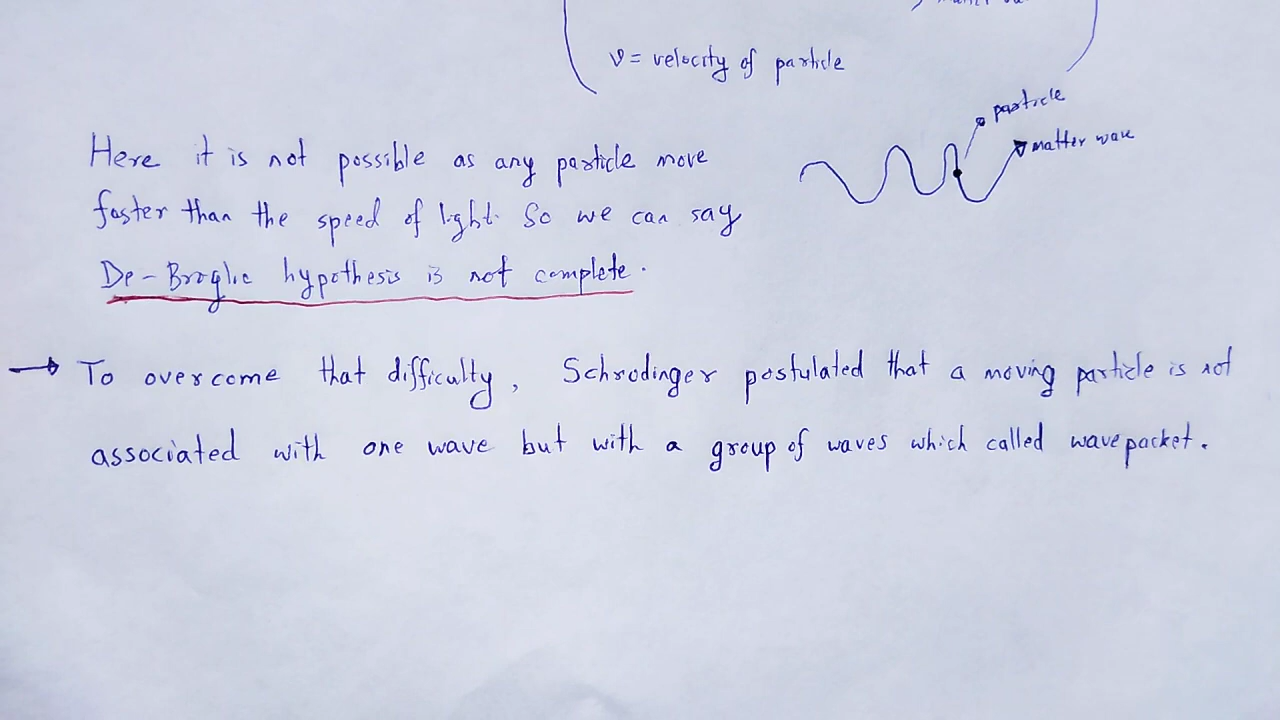 v = velocity of particle
particle
matter wave
Here it is not possible as any particle move
faster than the speed of light. So we can say
De-Broglie hypothesis is not complete.
→ To overcome that difficulty, Schrodinger postulated that a moving particle is not
associated with one wave but with a group of waves which called wave packet.